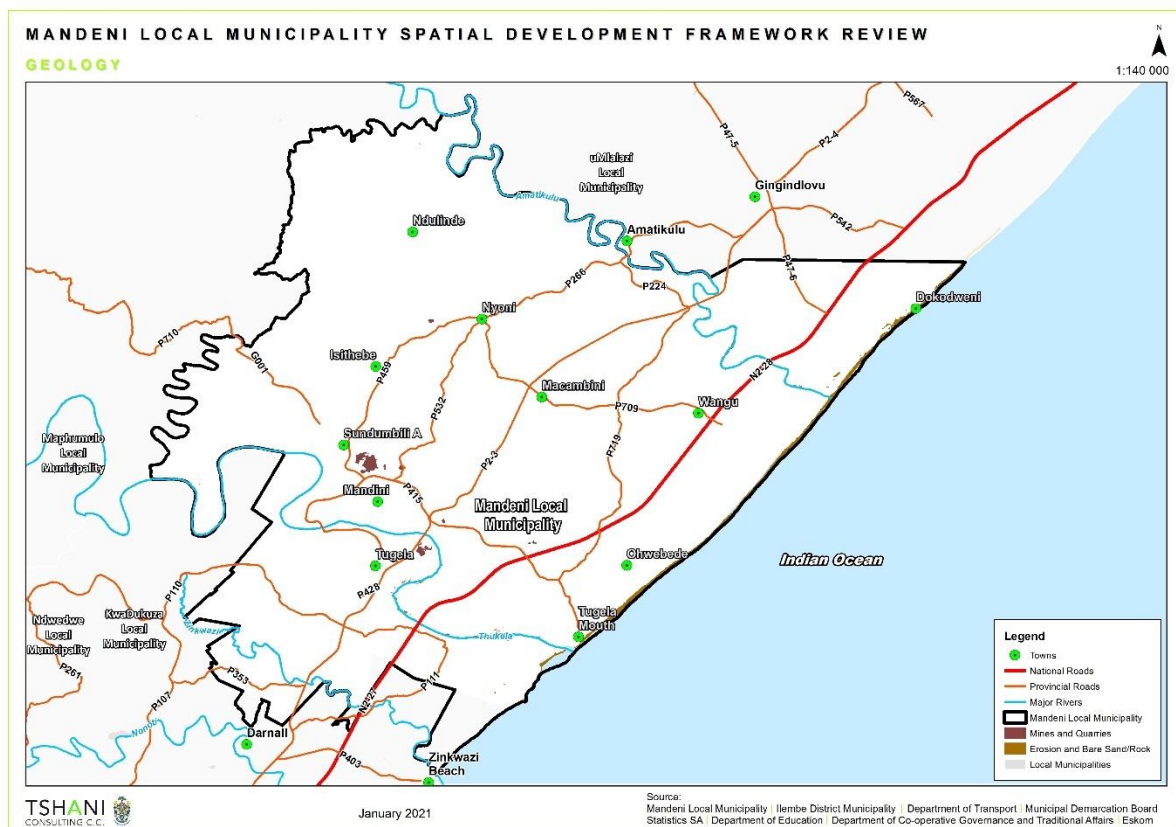 MANDENI LOCAL MUNICIPALITY SPATIAL DEVELOPMENT FRAMEWORK REVIEW
GEOLOGY
N
1:140 000
P567
P47-5
P2-4
uMlalazi
Local
Municipality
Gingindlovu
Amatikulu
Ndulinde
Amatikulu
P542
P47-6
P266
P224
Dokodweni
Nyoni
P710
G001
Isithebe
P459
N2-28
Macambini
P532
P709
Wangu
Sundumbili A
Maphumulo
Local
Municipality
P2-3
P749
Mandini
P415
Mandeni Local
Municipality
Tugela
Ohwebede
Indian Ocean
P110
P428
Ndwedwe
Local
Municipality
KwaDukuza
Local
Municipality
Zinkwazi
Tugela
Mouth
Thukela
P261
P353
P111
P107
N2-27
Nonoti
Darnall
P403
Zinkwazi
Beach
Legend
Towns
National Roads
Provincial Roads
Major Rivers
Mandeni Local Municipality
Mines and Quarries
Erosion and Bare Sand/Rock
Local Municipalities
TSHANI
CONSULTING C.C.
January 2021
Source:
Mandeni Local Municipality | Ilembe District Municipality | Department of Transport | Municipal Demarcation Board
Statistics SA | Department of Education | Department of Co-operative Governance and Traditional Affairs | Eskom